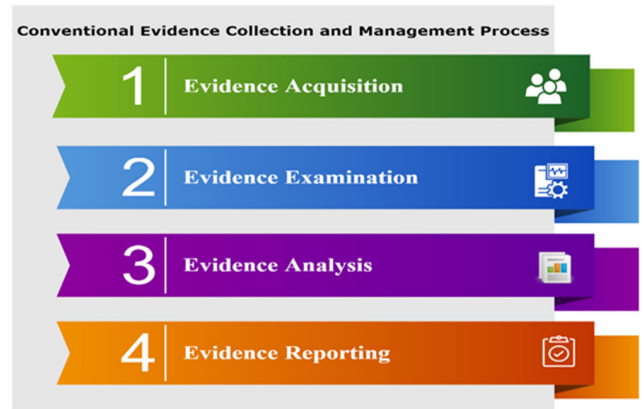 Conventional Evidence Collection and Management Process
1
Evidence Acquisition
2
Evidence Examination
3
Evidence Analysis
4
Evidence Reporting